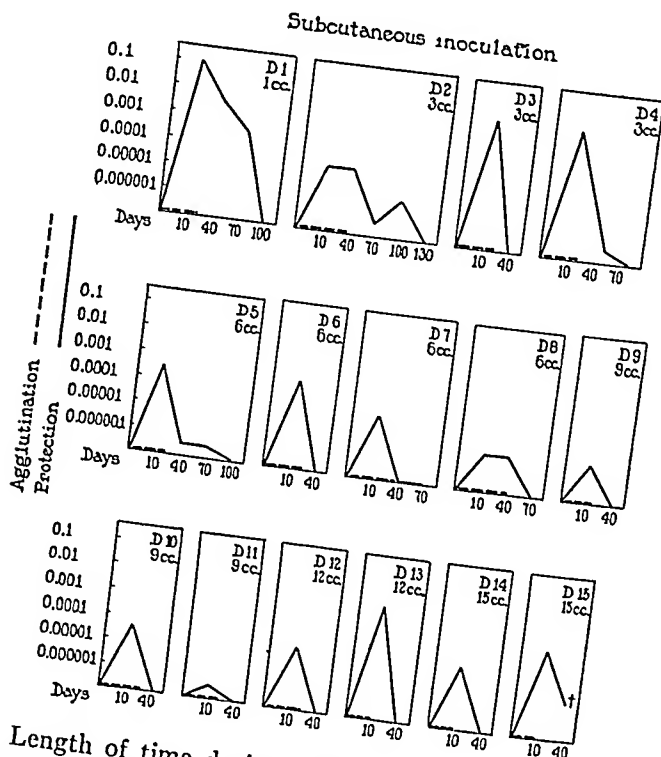 Subcutaneous inoculation
0.1
0.01
0.001
0.0001
0.00001
0.000001
Days
D1
1cc.
10 40 70 100
D2
3cc.
10 40 70 100 130
D3
3cc.
10 40
D4
3cc.
10 40 70
Agglutination -----
Protection
0.1
0.01
0.001
0.0001
0.00001
0.000001
Days
D5
6cc.
10 40 70 100
D6
6cc.
10 40
D7
6cc.
10 40 70
D8
6cc.
10 40 70
D9
9cc.
10 40
0.1
0.01
0.001
0.0001
0.00001
0.000001
Days
D10
9cc.
10 40
D11
9cc.
10 40
D12
12cc.
10 40
D13
12cc.
10 40
D14
15cc.
10 40
D15
15cc.
†
10 40
Length of time